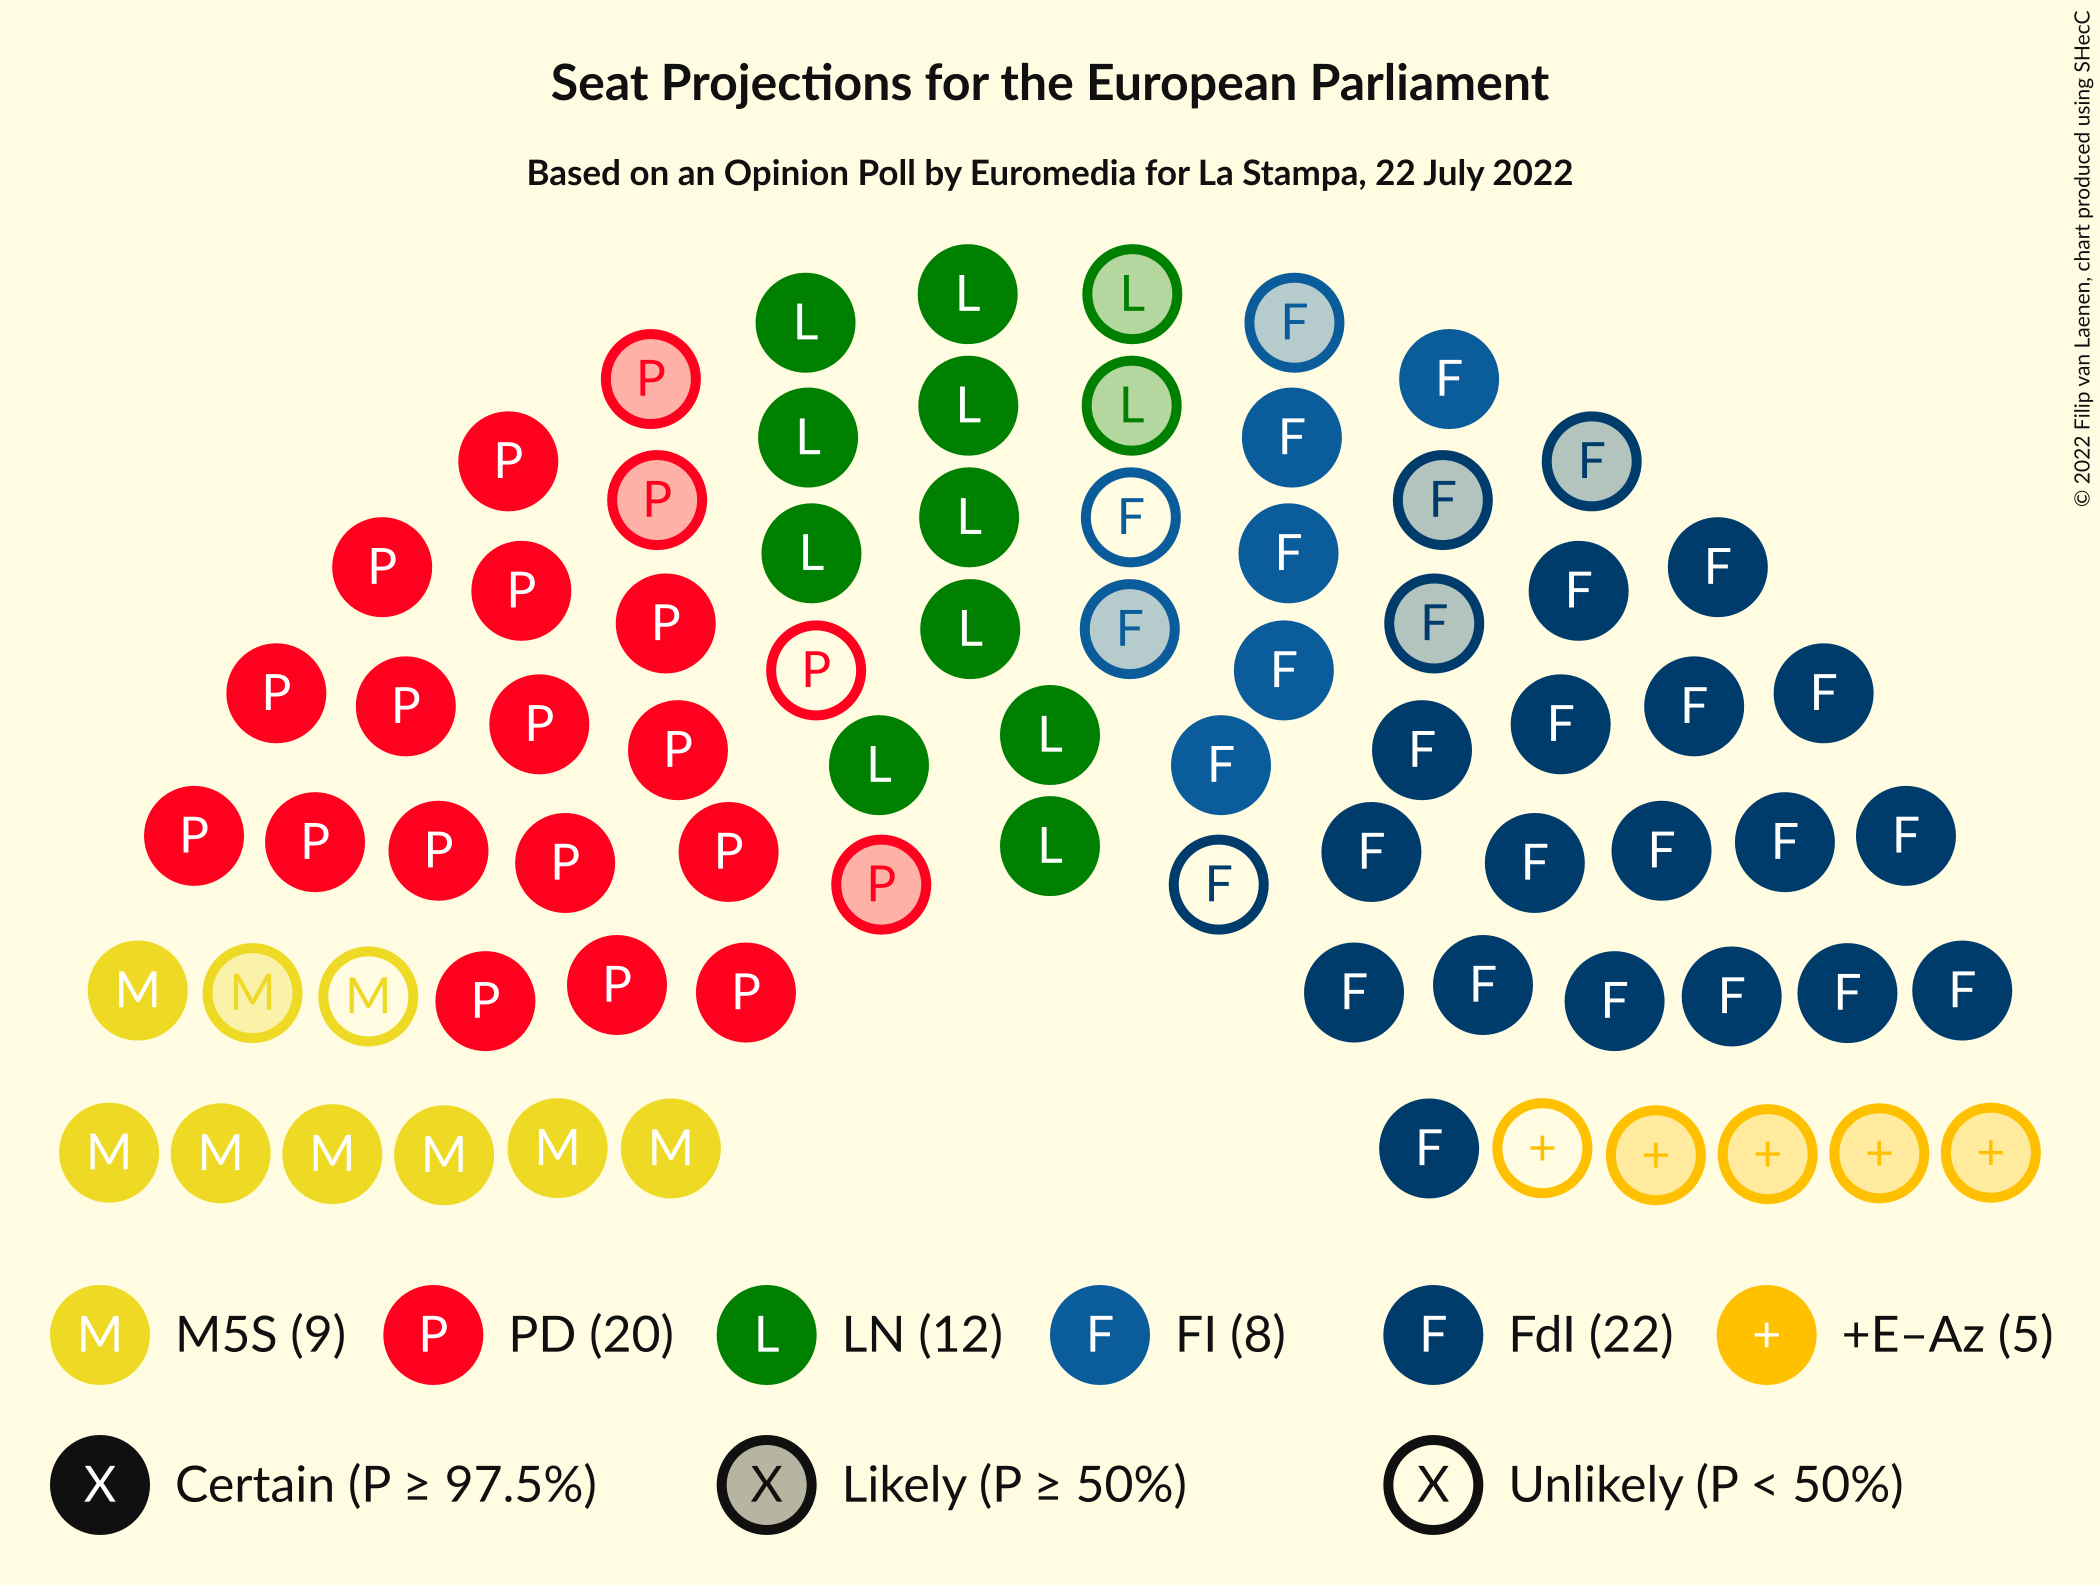 Seat Projections for the European Parliament
Based on an Opinion Poll by Euromedia for La Stampa, 22 July 2022
© 2022 Filip van Laenen, chart produced using SHecC
L L L F
P L L L F F
P P L L F F F F
P P P L L F F F F F
P P P P P L L F F F F F F
P P P P P P L F F F F F F
M M M P P P F F F F F F
M M M M M M F + + + + +
M M5S (9) P PD (20) L LN (12) F FI (8) F FdI (22) + +E–Az (5)
X Certain (P ≥ 97.5%) X Likely (P ≥ 50%) X Unlikely (P < 50%)